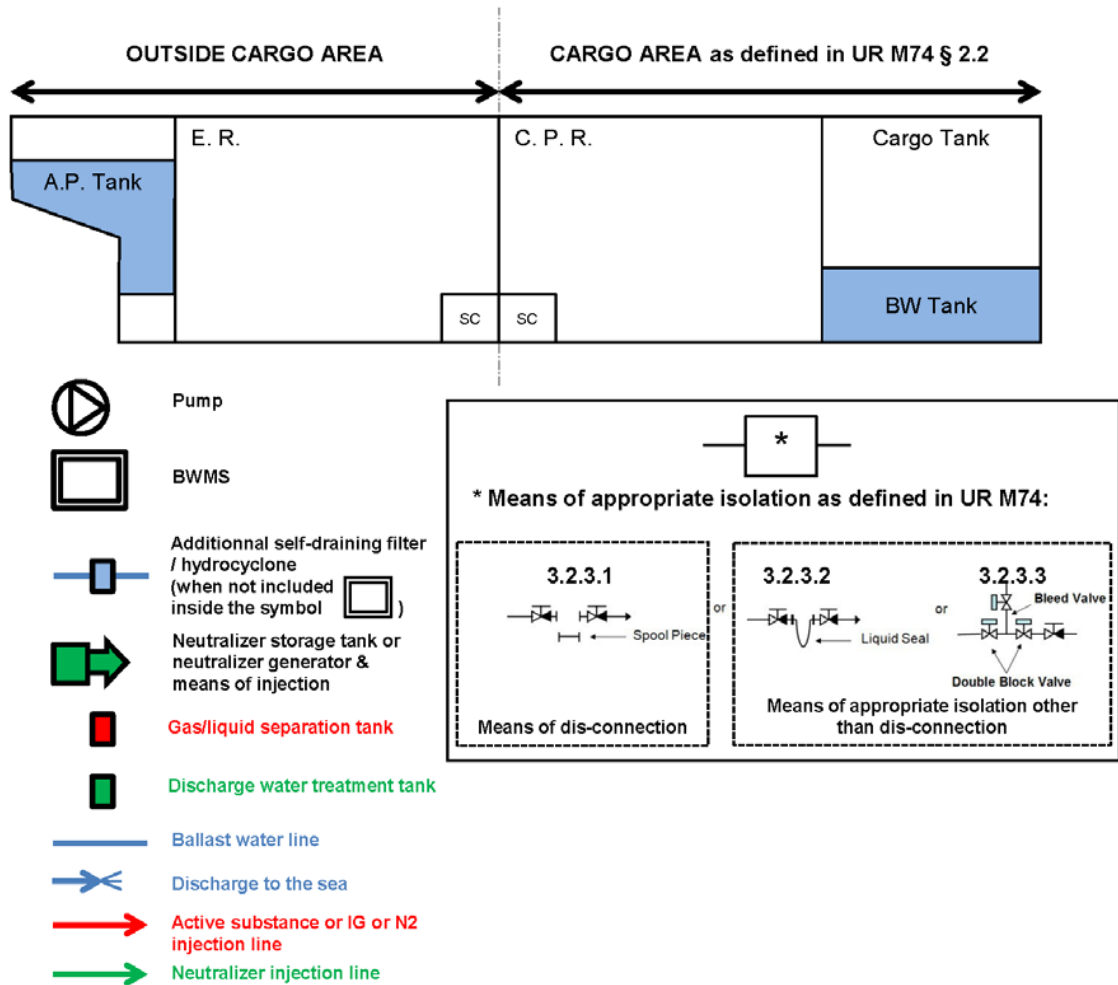 OUTSIDE CARGO AREA
CARGO AREA as defined in UR M74 § 2.2
E. R.
C. P. R.
Cargo Tank
A.P. Tank
SC
SC
BW Tank
Pump
BWMS
Additionnal self-draining filter
/ hydrocyclone
(when not included
inside the symbol )
Neutralizer storage tank or
neutralizer generator &
means of injection
Gas/liquid separation tank
Discharge water treatment tank
Ballast water line
Discharge to the sea
Active substance or IG or N2
injection line
Neutralizer injection line
*
* Means of appropriate isolation as defined in UR M74:
3.2.3.1
Spool Piece
Means of dis-connection
or
3.2.3.2
Liquid Seal
or
3.2.3.3
Bleed Valve
Double Block Valve
Means of appropriate isolation other
than dis-connection